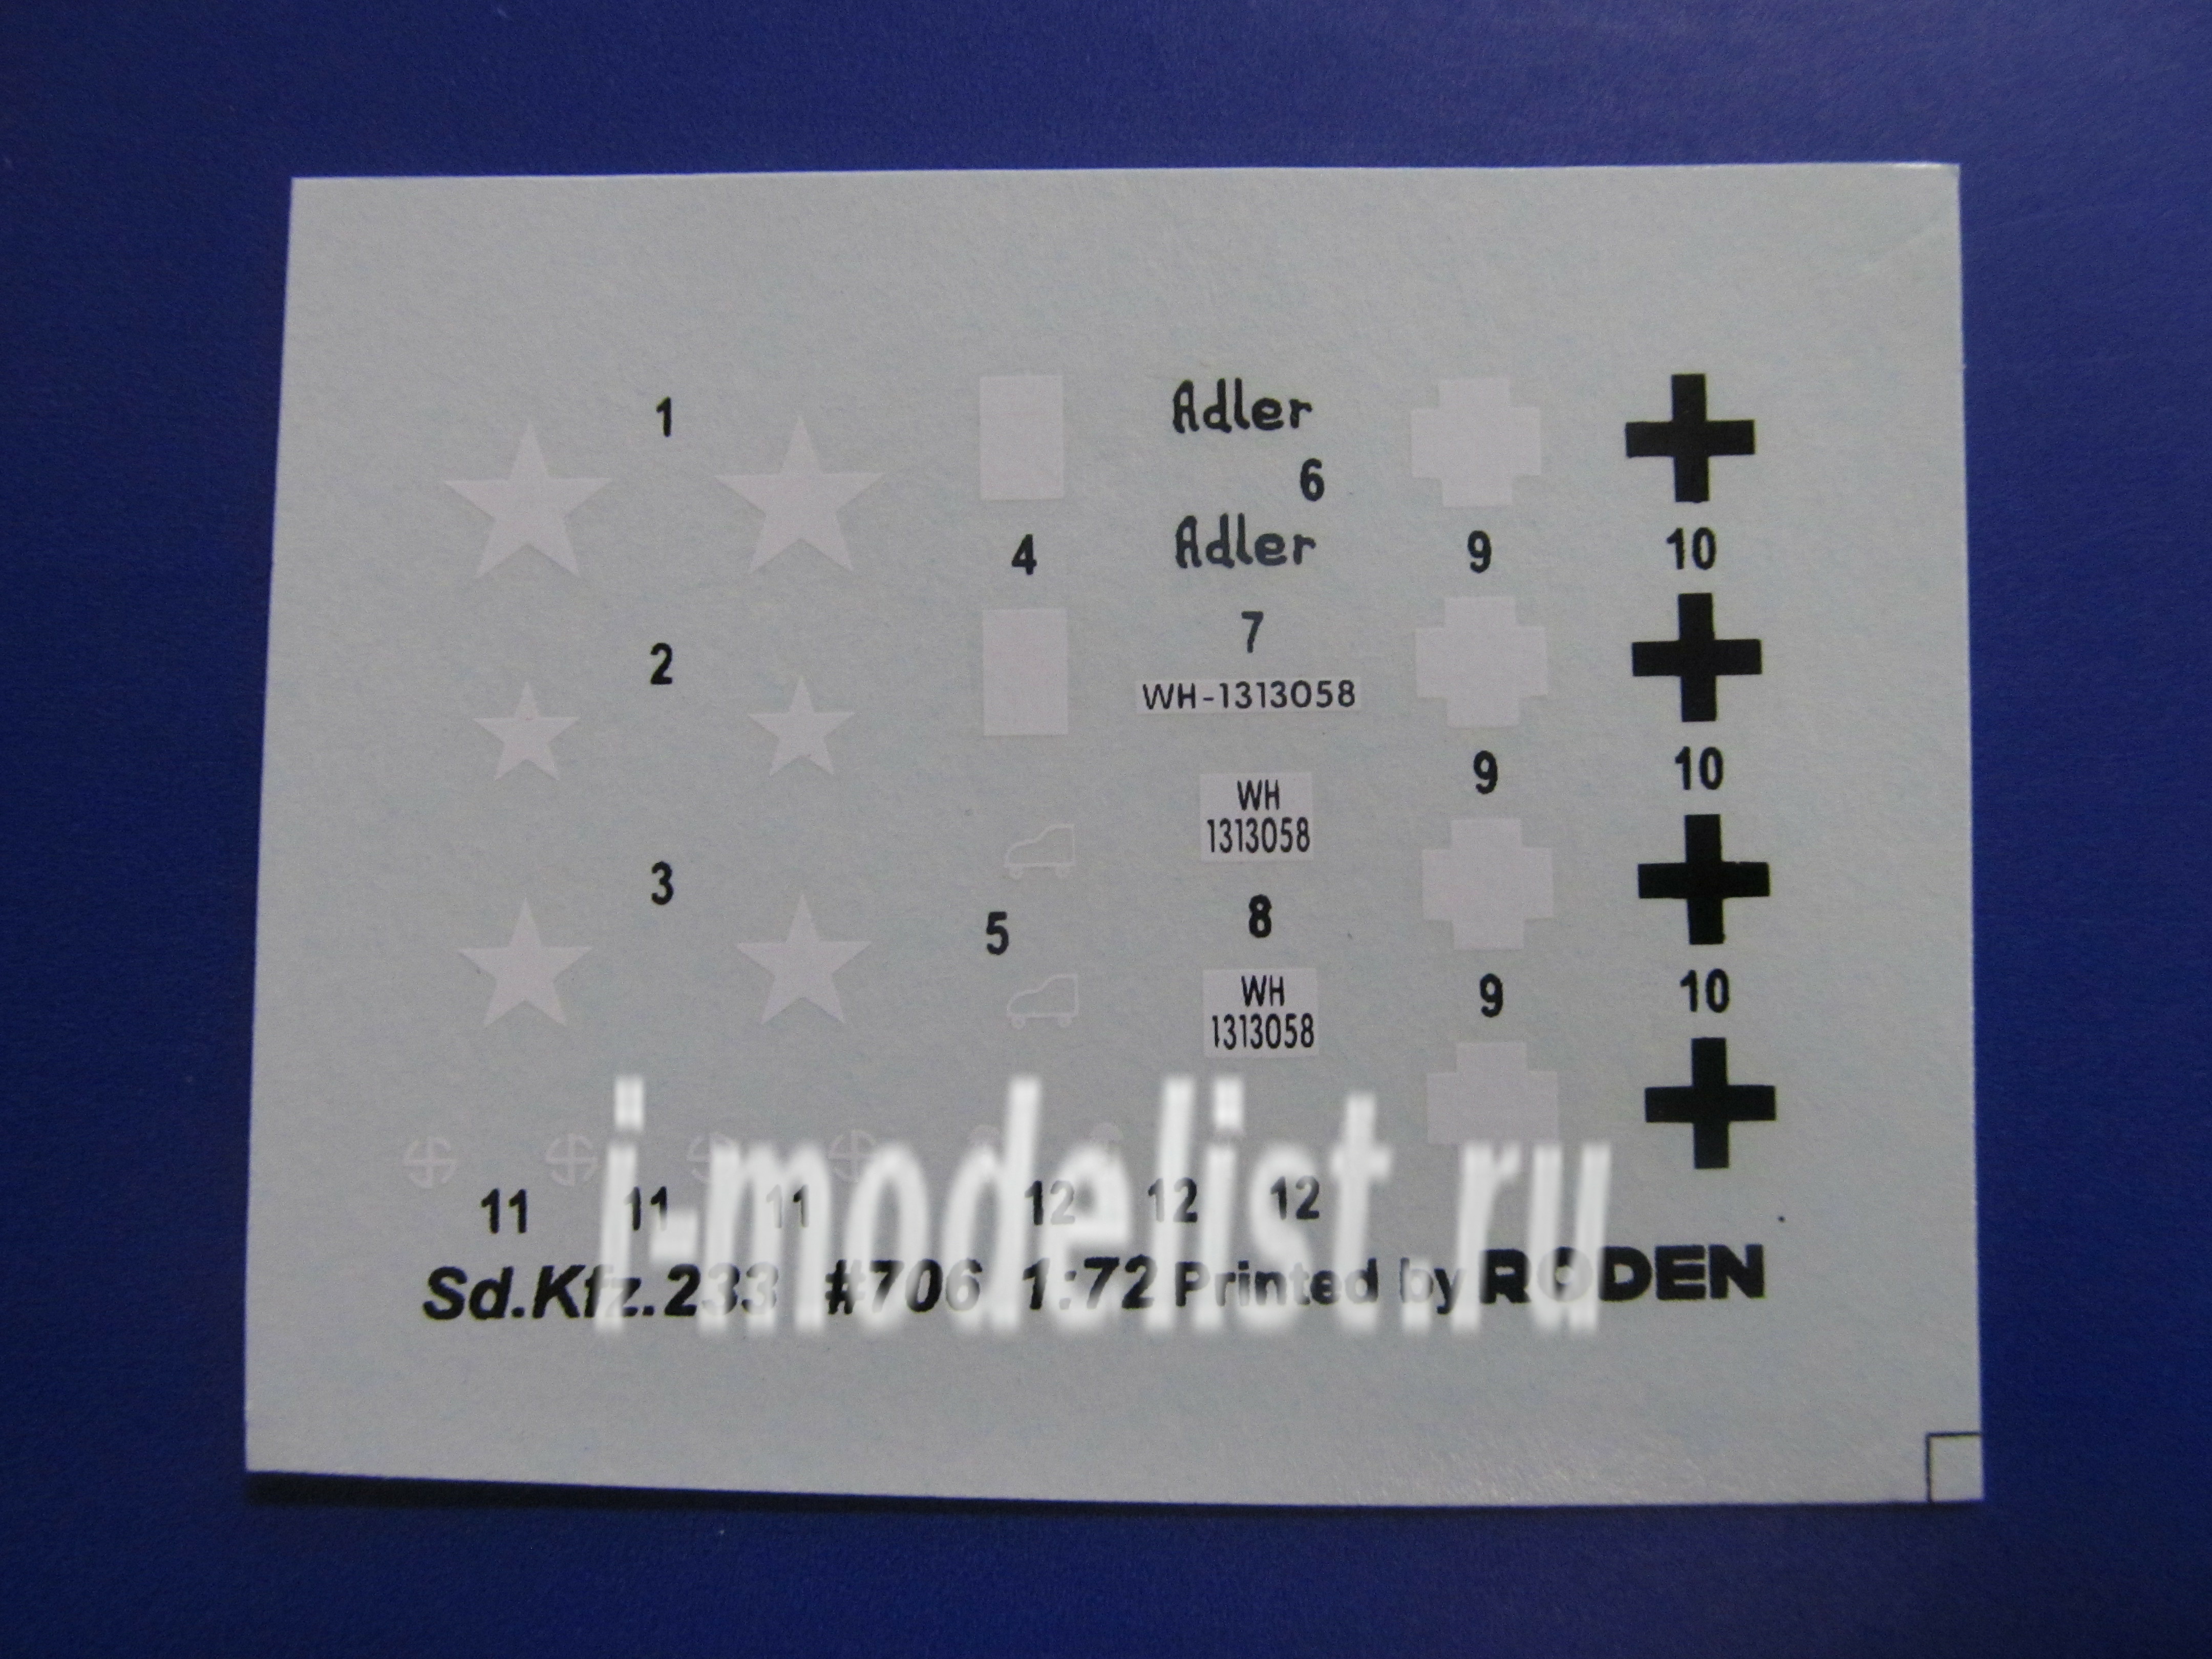 1
Adler
6
Adler
4
9
10
7
2
WH-1313058
9
10
WH
1313058
3
5
8
9
10
WH
1313058
11 11 11 12 12 12
Sd.Kfz.233 #706 1:72 Printed by RODEN
i-modelist.ru